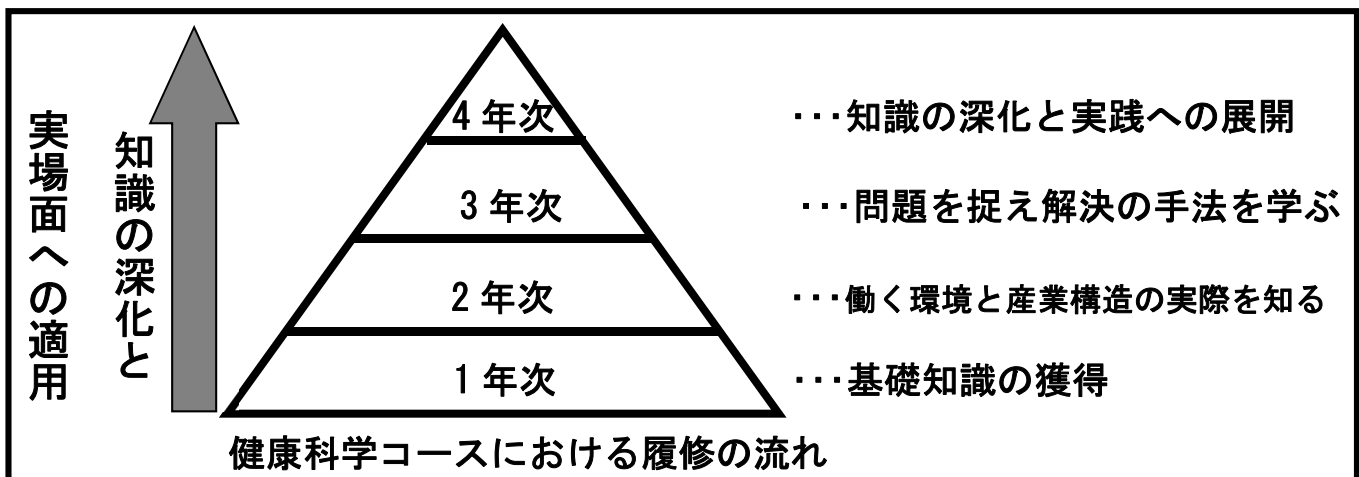 知識の深化と
実場面への適用
4年次
･･･知識の深化と実践への展開
3年次
･･･問題を捉え解決の手法を学ぶ
2年次
･･･働く環境と産業構造の実際を知る
1年次
･･･基礎知識の獲得
健康科学コースにおける履修の流れ